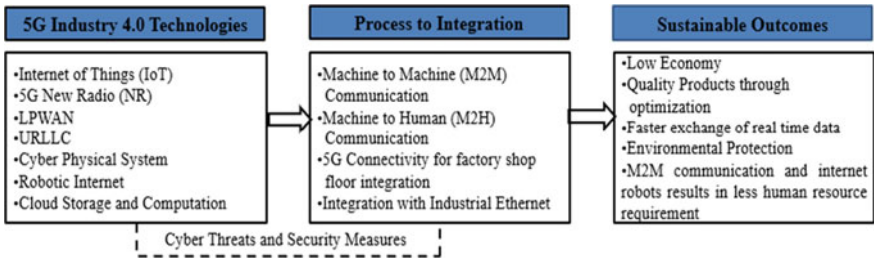 5G Industry 4.0 Technologies
•Internet of Things (IoT)
•5G New Radio (NR)
•LPWAN
•URLLC
•Cyber Physical System
•Robotic Internet
•Cloud Storage and Computation
Process to Integration
•Machine to Machine (M2M)
Communication
•Machine to Human (M2H)
Communication
•5G Connectivity for factory shop
floor integration
•Integration with Industrial Ethernet
Sustainable Outcomes
•Low Economy
•Quality Products through
optimization
•Faster exchange of real time data
•Environmental Protection
•M2M communication and internet
robots results in less human resource
requirement
Cyber Threats and Security Measures